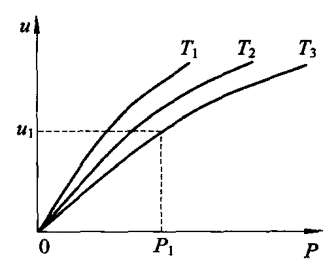 u
T₁ T₂ T₃
u₁
0 P₁ P